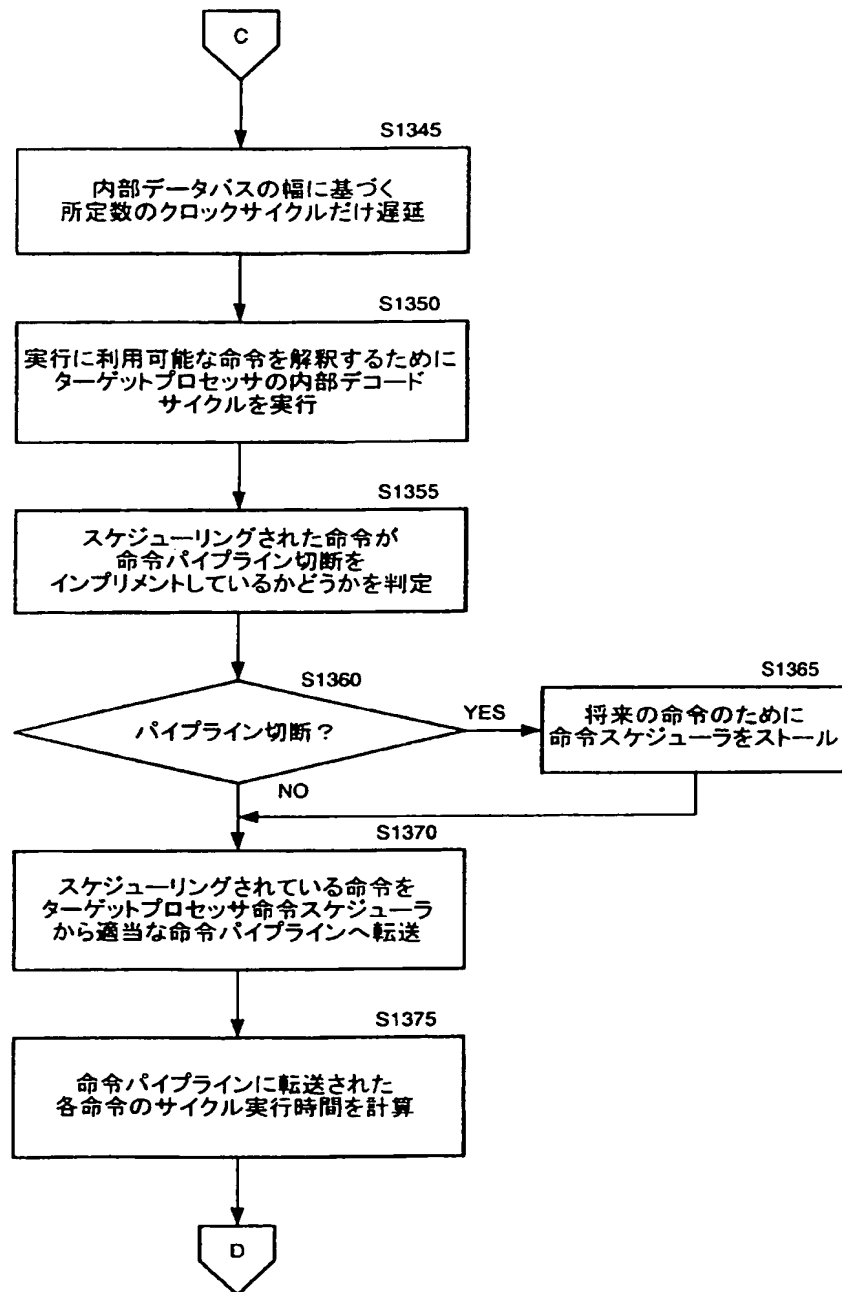 C
S1345
内部データバスの幅に基づく
所定数のクロックサイクルだけ遅延
S1350
実行に利用可能な命令を解釈するために
ターゲットプロセッサの内部デコード
サイクルを実行
S1355
スケジューリングされた命令が
命令パイプライン切断を
インプリメントしているかどうかを判定
S1360
パイプライン切断？
YES
S1365
将来の命令のために
命令スケジューラをストール
NO
S1370
スケジューリングされている命令を
ターゲットプロセッサ命令スケジューラ
から適当な命令パイプラインへ転送
S1375
命令パイプラインに転送された
各命令のサイクル実行時間を計算
D